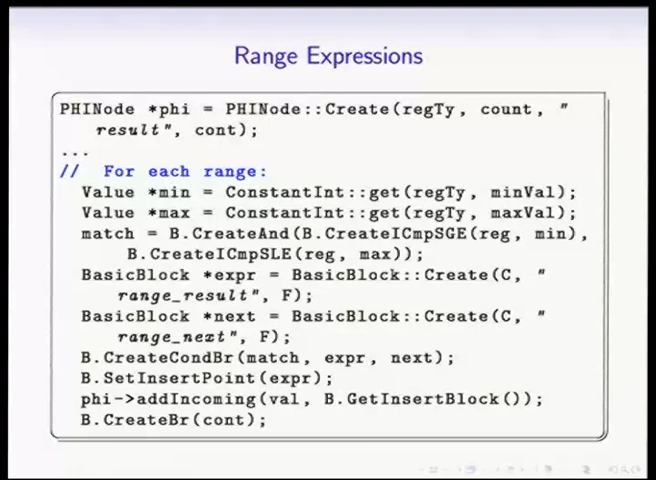 Range Expressions
PHINode *phi = PHINode::Create(regTy, count, "
result", cont);
...
// For each range:
Value *min = ConstantInt::get(regTy, minVal);
Value *max = ConstantInt::get(regTy, maxVal);
match = B.CreateAnd(B.CreateICmpSGE(reg, min),
B.CreateICmpSLE(reg, max));
BasicBlock *expr = BasicBlock::Create(C, "
range_result", F);
BasicBlock *next = BasicBlock::Create(C, "
range_next", F);
B.CreateCondBr(match, expr, next);
B.SetInsertPoint(expr);
phi->addIncoming(val, B.GetInsertBlock());
B.CreateBr(cont);